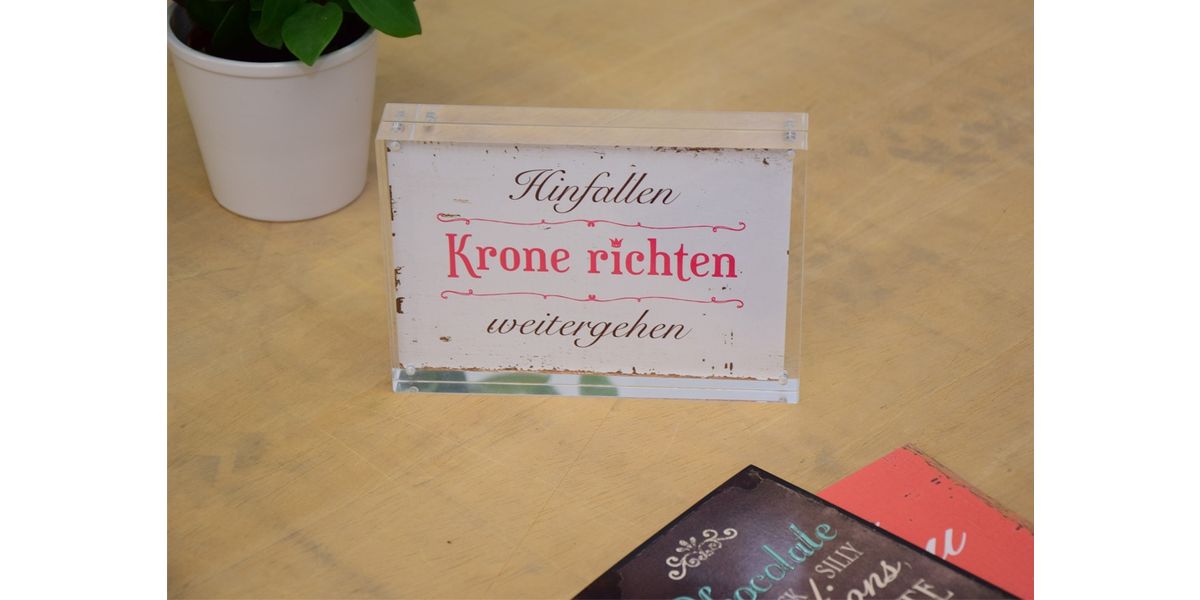 Hinfallen
Krone richten
weitergehen
chocolate
SILLY